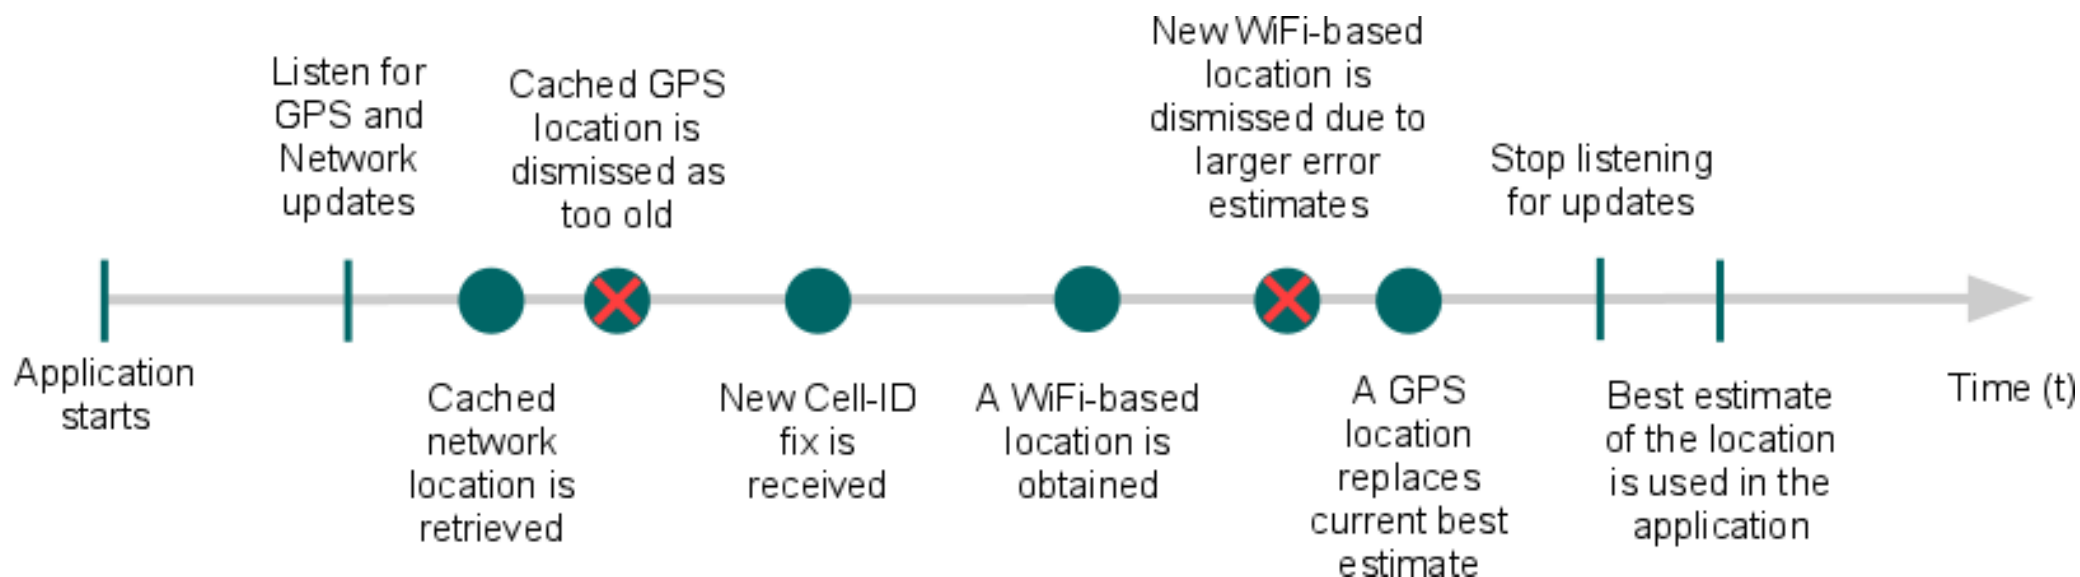 Application
starts
Listen for
GPS and
Network
updates
Cached
network
location is
retrieved
Cached GPS
location is
dismissed as
too old
New Cell-ID
fix is
received
A WiFi-based
location is
obtained
New WiFi-based
location is
dismissed due to
larger error
estimates
A GPS
location
replaces
current best
estimate
Stop listening
for updates
Best estimate
of the location
is used in the
application
Time (t)